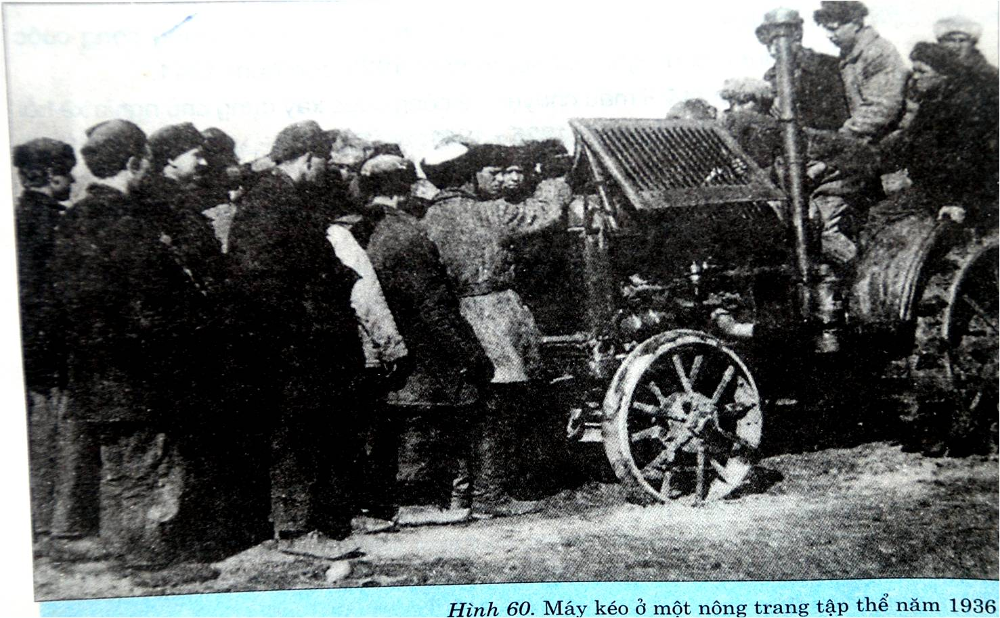 Hình 60. Máy kéo ở một nông trang tập thể năm 1936